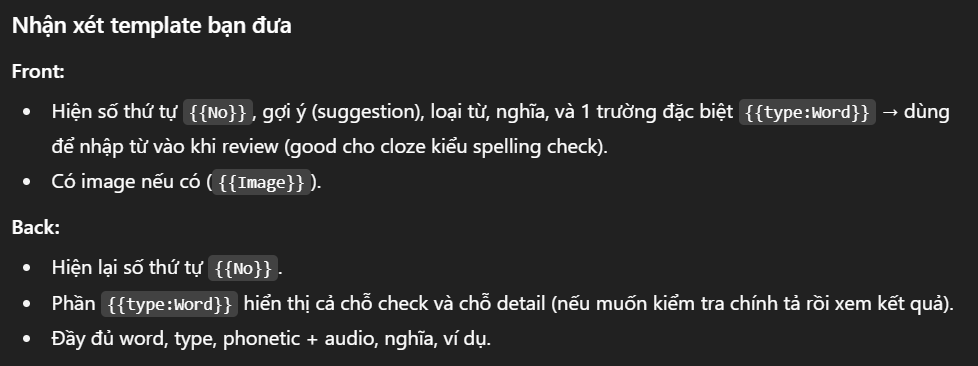 Nhận xét template bạn đưa
Front:
• Hiện số thứ tự {{No}}, gợi ý (suggestion), loại từ, nghĩa, và 1 trường đặc biệt {{type:Word}} → dùng
để nhập từ vào khi review (good cho cloze kiểu spelling check).
• Có image nếu có ({{Image}}).
Back:
• Hiện lại số thứ tự {{No}}.
• Phần {{type:Word}} hiển thị cả chỗ check và chỗ detail (nếu muốn kiểm tra chính tả rồi xem kết quả).
• Đầy đủ word, type, phonetic + audio, nghĩa, ví dụ.